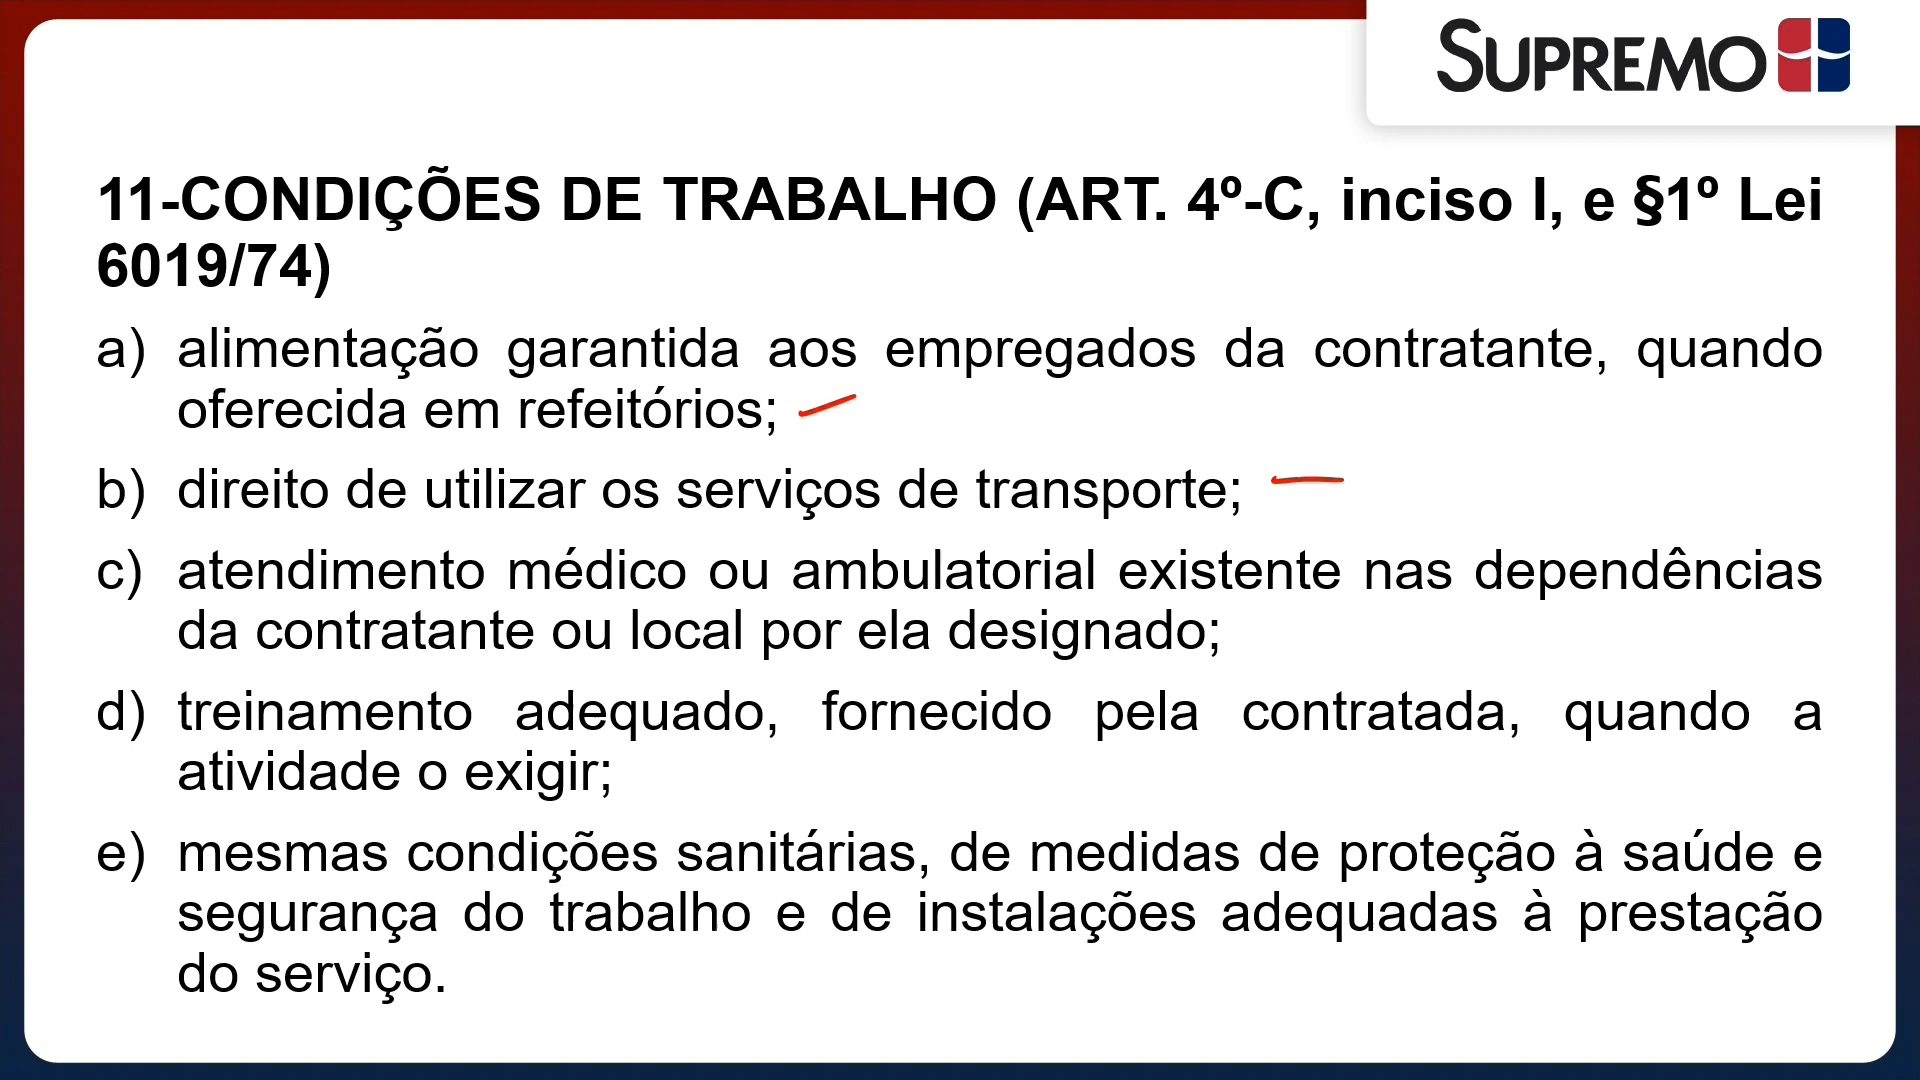 SUPREMO
11-CONDIÇÕES DE TRABALHO (ART. 4º-C, inciso I, e §1º Lei
6019/74)
a) alimentação garantida aos empregados da contratante, quando
oferecida em refeitórios;
b) direito de utilizar os serviços de transporte;
c) atendimento médico ou ambulatorial existente nas dependências
da contratante ou local por ela designado;
d) treinamento adequado, fornecido pela contratada, quando a
atividade o exigir;
e) mesmas condições sanitárias, de medidas de proteção à saúde e
segurança do trabalho e de instalações adequadas à prestação
do serviço.